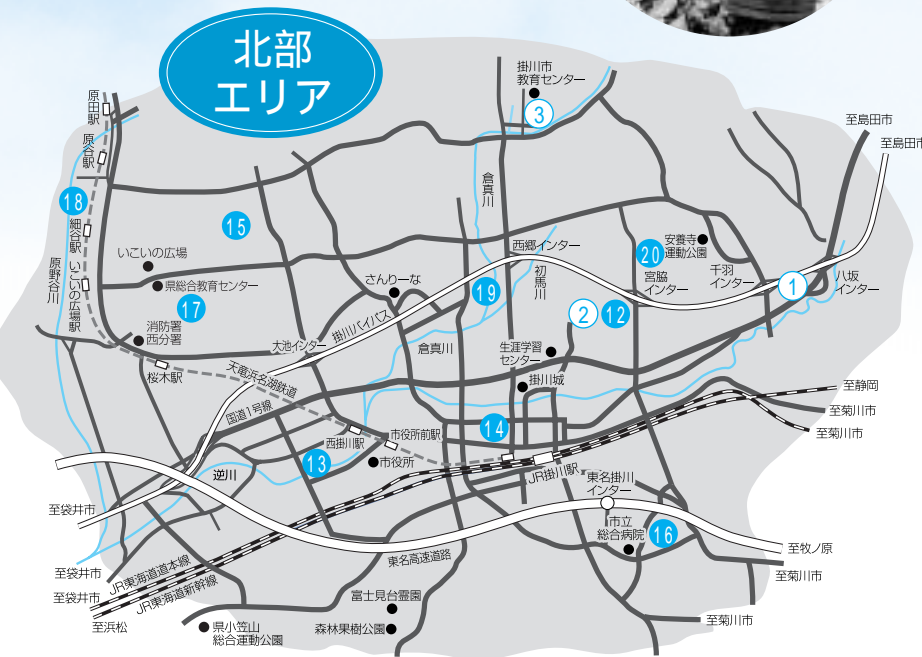 北部
エリア
掛川市
教育センター
3
原田駅
原谷駅
至島田市
至島田市
倉真川
18
細谷駅
15
西郷インター
初馬川
安養寺
運動公園
20
宮脇
インター
千羽
インター
いこいの広場
いこいの広場駅
原野谷川
県総合教育センター
17
さんりーな
19
1
八坂
インター
2
12
消防署
西分署
大池インター
掛川バイパス
倉真川
生涯学習
センター
桜木駅
天竜浜名湖鉄道
掛川城
至静岡
国道1号線
至菊川市
14
市役所前駅
西掛川駅
至菊川市
13
市役所
逆川
JR掛川駅
東名掛川
インター
至袋井市
市立
総合病院
16
東名高速道路
至牧ノ原
至袋井市
JR東海道本線
至菊川市
至袋井市
JR東海道新幹線
富士見台霊園
至浜松
至菊川市
県小笠山
総合運動公園
森林果樹公園